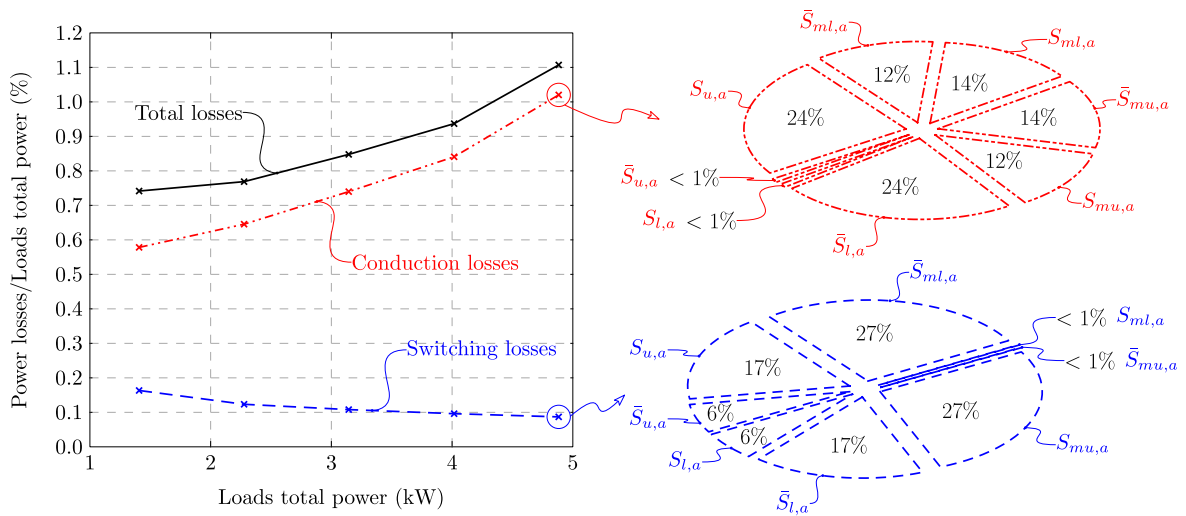 Power losses/Loads total power (%)
1.2
1.1
1.0
0.9
0.8
0.7
0.6
0.5
0.4
0.3
0.2
0.1
0.0
1 2 3 4 5
Loads total power (kW)
Total losses
Conduction losses
Switching losses
S̄ml,a
Sml,a
S̄mu,a
Smu,a
S̄l,a
Sl,a < 1%
S̄u,a < 1%
Su,a
12%
14%
14%
12%
24%
24%
S̄ml,a
< 1% Sml,a
< 1% S̄mu,a
Smu,a
S̄l,a
Sl,a
S̄u,a
Su,a
27%
27%
17%
6%
6%
17%